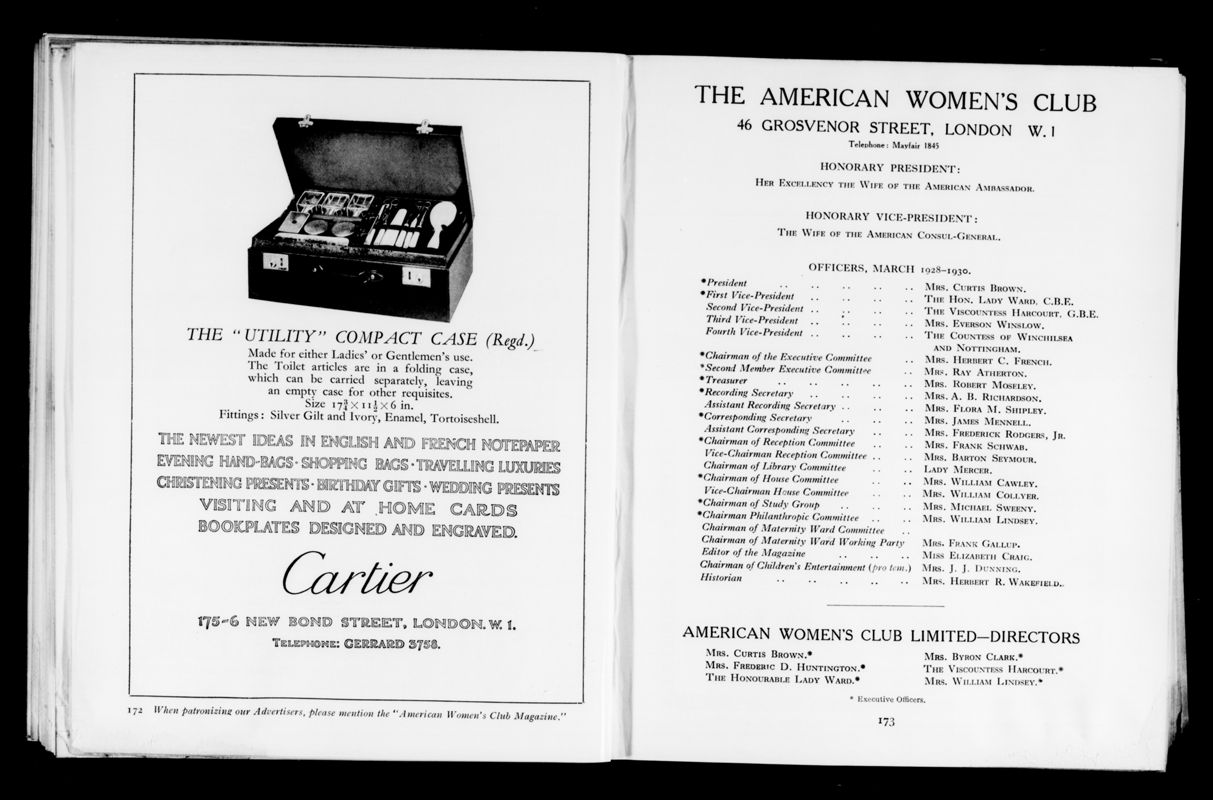 THE "UTILITY" COMPACT CASE (Regd.)
Made for either Ladies' or Gentlemen's use.
The Toilet articles are in a folding case,
which can be carried separately, leaving
an empty case for other requisites.
Size 17¾ × 11½ × 6 in.
Fittings: Silver Gilt and Ivory, Enamel, Tortoiseshell.
THE NEWEST IDEAS IN ENGLISH AND FRENCH NOTEPAPER
EVENING HAND-BAGS · SHOPPING BAGS · TRAVELLING LUXURIES
CHRISTENING PRESENTS · BIRTHDAY GIFTS · WEDDING PRESENTS
VISITING AND AT HOME CARDS
BOOKPLATES DESIGNED AND ENGRAVED.
Cartier
175-6 NEW BOND STREET, LONDON. W. 1.
TELEPHONE: GERRARD 3758.
172 When patronizing our Advertisers, please mention the "American Women's Club Magazine."
THE AMERICAN WOMEN'S CLUB
46 GROSVENOR STREET, LONDON W. 1
Telephone: Mayfair 1845
HONORARY PRESIDENT:
HER EXCELLENCY THE WIFE OF THE AMERICAN AMBASSADOR.
HONORARY VICE-PRESIDENT:
THE WIFE OF THE AMERICAN CONSUL-GENERAL.
OFFICERS, MARCH 1928-1930.
*President .. .. .. .. .. MRS. CURTIS BROWN.
*First Vice-President .. .. .. .. THE HON. LADY WARD, C.B.E.
Second Vice-President .. .. .. .. THE VISCOUNTESS HARCOURT, G.B.E.
Third Vice-President .. .. .. .. MRS. EVERSON WINSLOW.
Fourth Vice-President .. .. .. .. THE COUNTESS OF WINCHILSEA
AND NOTTINGHAM.
*Chairman of the Executive Committee .. MRS. HERBERT C. FRENCH.
*Second Member Executive Committee .. MRS. RAY ATHERTON.
*Treasurer .. .. .. .. .. MRS. ROBERT MOSELEY.
*Recording Secretary .. .. .. .. MRS. A. B. RICHARDSON.
Assistant Recording Secretary .. .. .. MRS. FLORA M. SHIPLEY.
*Corresponding Secretary .. .. .. MRS. JAMES MENNELL.
Assistant Corresponding Secretary .. .. MRS. FREDERICK RODGERS, JR.
*Chairman of Reception Committee .. .. MRS. FRANK SCHWAB.
Vice-Chairman Reception Committee .. .. MRS. BARTON SEYMOUR.
Chairman of Library Committee .. .. LADY MERCER.
*Chairman of House Committee .. .. MRS. WILLIAM CAWLEY.
Vice-Chairman House Committee .. .. MRS. WILLIAM COLLYER.
*Chairman of Study Group .. .. .. MRS. MICHAEL SWEENY.
*Chairman Philanthropic Committee .. .. MRS. WILLIAM LINDSEY.
Chairman of Maternity Ward Committee ..
Chairman of Maternity Ward Working Party MRS. FRANK GALLUP.
Editor of the Magazine .. .. .. MISS ELIZABETH CRAIG.
Chairman of Children's Entertainment (pro tem.) MRS. J. J. DUNNING.
Historian .. .. .. .. .. MRS. HERBERT R. WAKEFIELD.
AMERICAN WOMEN'S CLUB LIMITED—DIRECTORS
MRS. CURTIS BROWN.* MRS. BYRON CLARK.*
MRS. FREDERIC D. HUNTINGTON.* THE VISCOUNTESS HARCOURT.*
THE HONOURABLE LADY WARD.* MRS. WILLIAM LINDSEY.*
* Executive Officers.
173